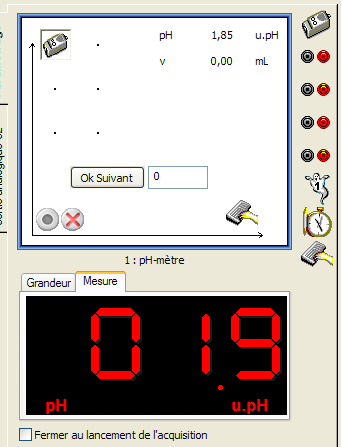 pH 1,85 u.pH
v 0,00 mL
Ok Suivant 0
1
1 : pH-mètre
Grandeur Mesure
01.9
pH u.pH
Fermer au lancement de l'acquisition